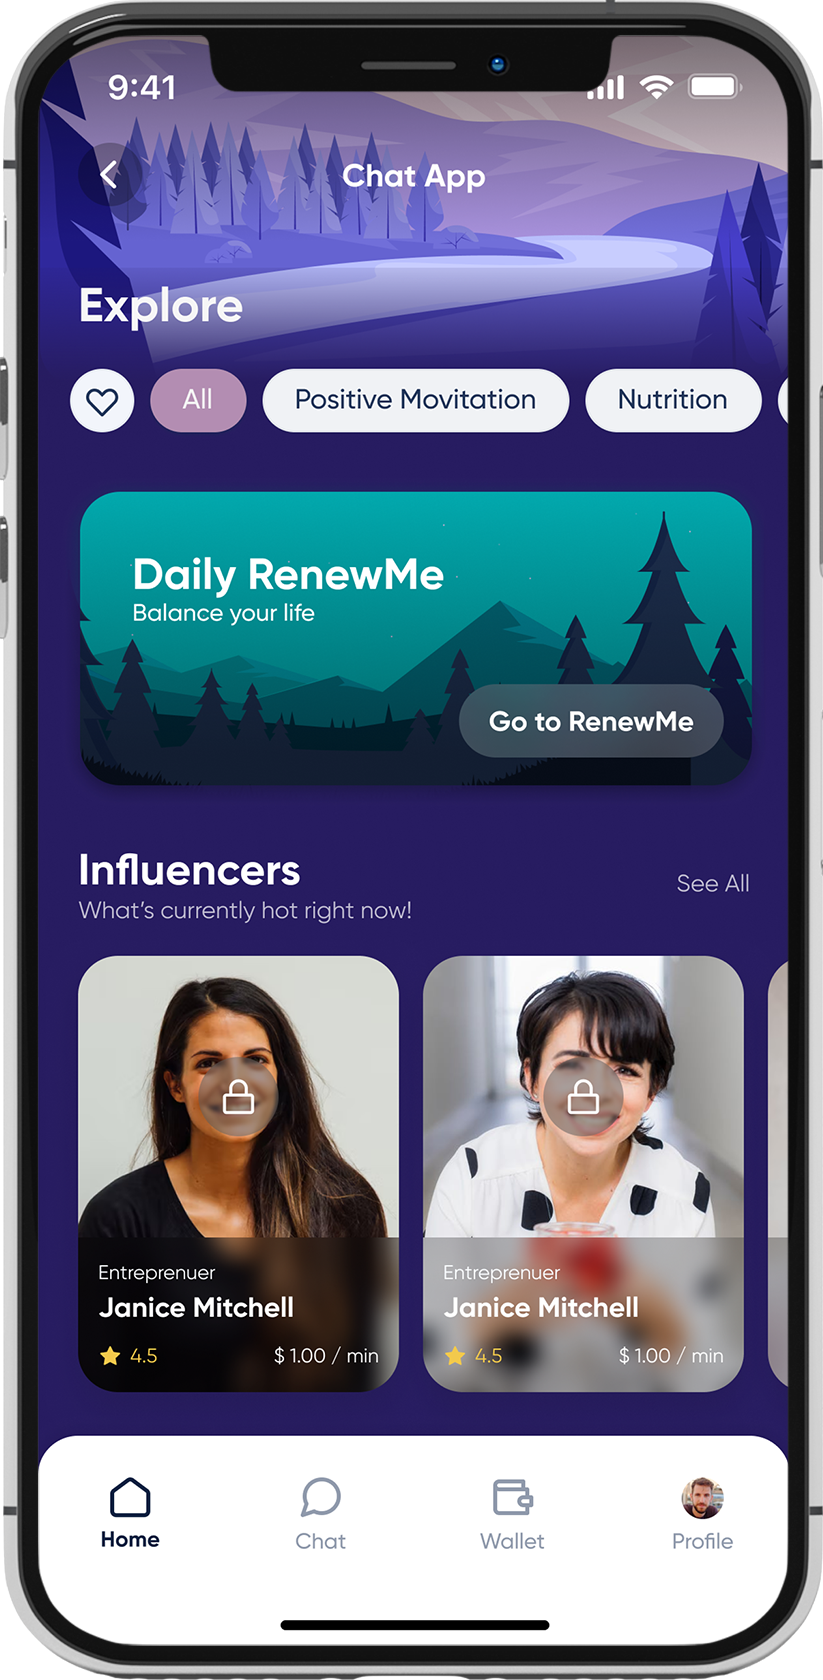 9:41
Chat App
Explore
All
Positive Movitation
Nutrition
Daily RenewMe
Balance your life
Go to RenewMe
Influencers
See All
What's currently hot right now!
Entreprenuer
Janice Mitchell
4.5
$ 1.00 / min
Entreprenuer
Janice Mitchell
4.5
$ 1.00 / min
Home
Chat
Wallet
Profile